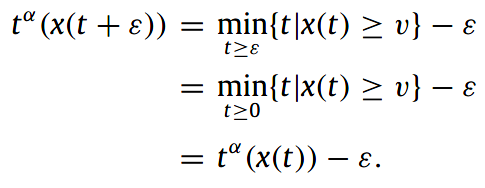 t^α(x(t + ε)) = min_{t≥ε}{t|x(t) ≥ υ} − ε
= min_{t≥0}{t|x(t) ≥ υ} − ε
= t^α(x(t)) − ε.